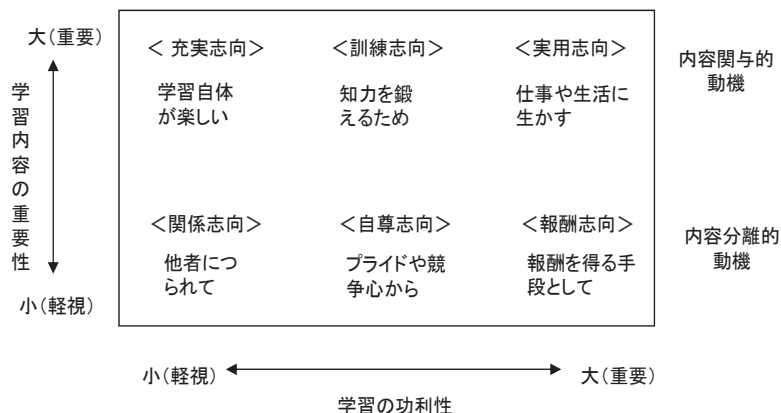 大(重要)
学習内容の重要性
小(軽視)
< 充実志向>
学習自体
が楽しい
<訓練志向>
知力を鍛
えるため
<実用志向>
仕事や生活に
生かす
内容関与的
動機
<関係志向>
他者につ
られて
<自尊志向>
プライドや競
争心から
<報酬志向>
報酬を得る手
段として
内容分離的
動機
小(軽視)
大(重要)
学習の功利性